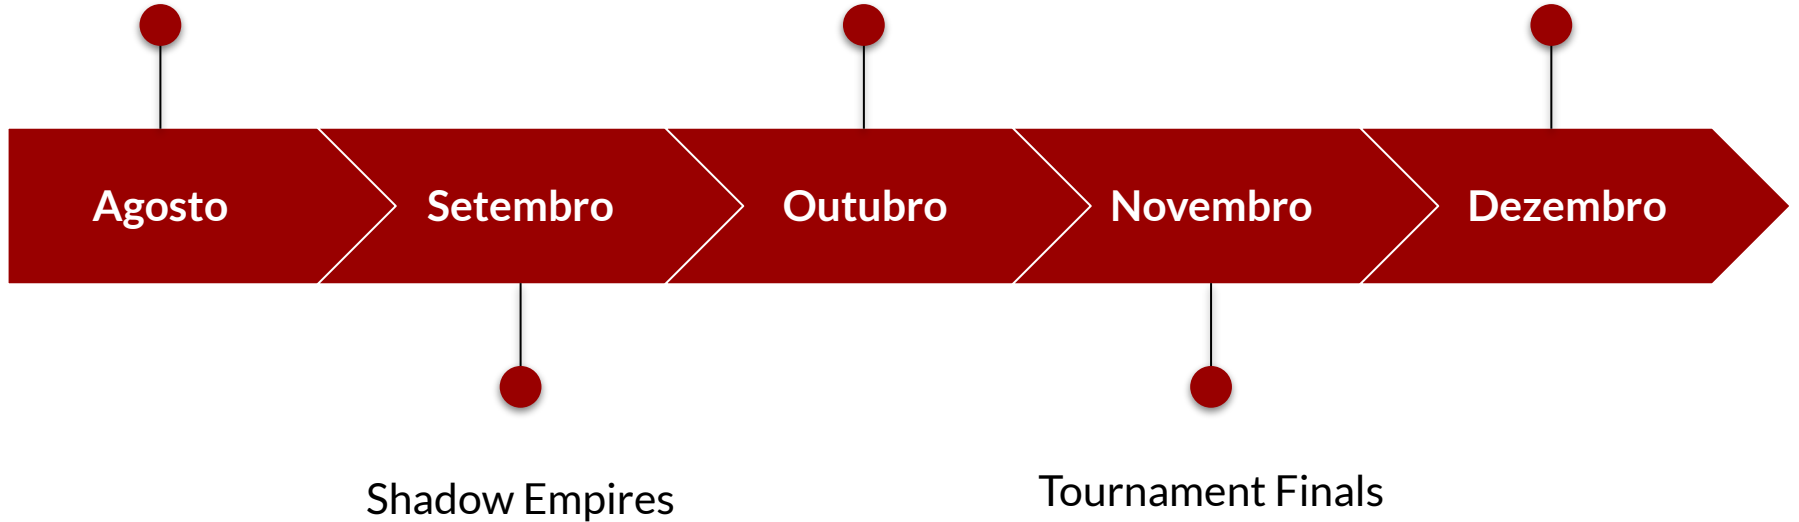 Agosto
Setembro
Outubro
Novembro
Dezembro
Shadow Empires
Tournament Finals